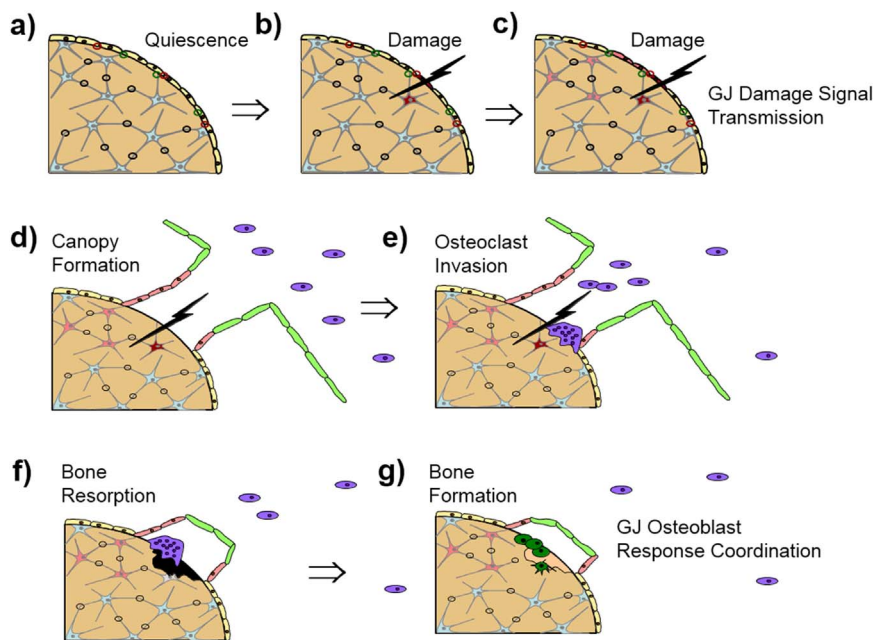 a)
Quiescence
b)
Damage
c)
Damage
GJ Damage Signal
Transmission
d)
Canopy
Formation
e)
Osteoclast
Invasion
f)
Bone
Resorption
g)
Bone
Formation
GJ Osteoblast
Response Coordination